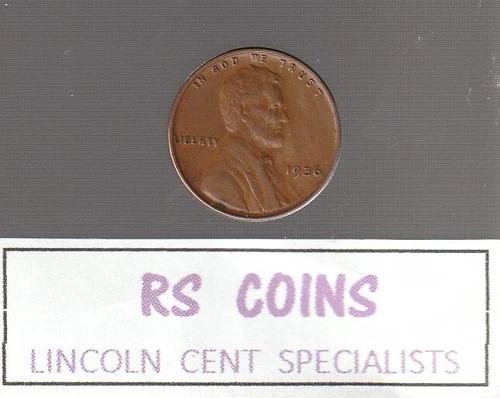 IN GOD WE TRUST
LIBERTY
1936
RS COINS
LINCOLN CENT SPECIALISTS